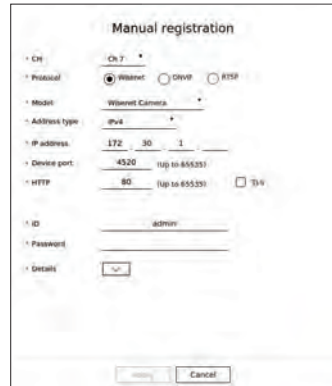 Manual registration
CH Ch 7
Protocol Wisenet ONVIF RTSP
Model Wisenet Camera
Address type IPv4
IP address 172 . 30 . 1 .
Device port 4520 (Up to 65535)
HTTP 80 (Up to 65535) TLS
ID admin
Password
Details
Cancel